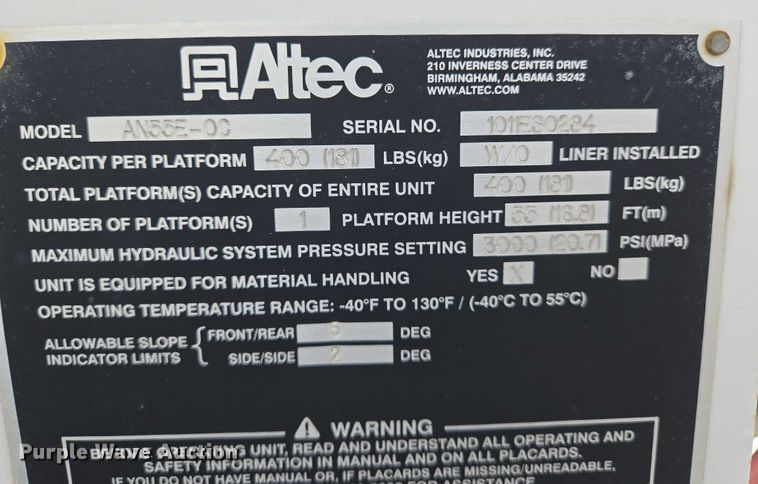 Altec®
ALTEC INDUSTRIES, INC.
210 INVERNESS CENTER DRIVE
BIRMINGHAM, ALABAMA 35242
WWW.ALTEC.COM
MODEL AN55E-OC SERIAL NO. 1011ES0284
CAPACITY PER PLATFORM 400 (181) LBS(kg) W/O LINER INSTALLED
TOTAL PLATFORM(S) CAPACITY OF ENTIRE UNIT 400 (181) LBS(kg)
NUMBER OF PLATFORM(S) 1 PLATFORM HEIGHT 55 (16.8) FT(m)
MAXIMUM HYDRAULIC SYSTEM PRESSURE SETTING 3000 (20.7) PSI(MPa)
UNIT IS EQUIPPED FOR MATERIAL HANDLING YES X NO
OPERATING TEMPERATURE RANGE: -40°F TO 130°F / (-40°C TO 55°C)
ALLOWABLE SLOPE INDICATOR LIMITS { FRONT/REAR 5 DEG
SIDE/SIDE 2 DEG
⚠ WARNING
OPERATING UNIT, READ AND UNDERSTAND ALL OPERATING AND
SAFETY INFORMATION IN MANUAL AND ON ALL PLACARDS.
IF YOU DO NOT HAVE MANUAL OR, IF PLACARDS ARE MISSING/UNREADABLE,
FOR ASSISTANCE
Purple Wave Auction